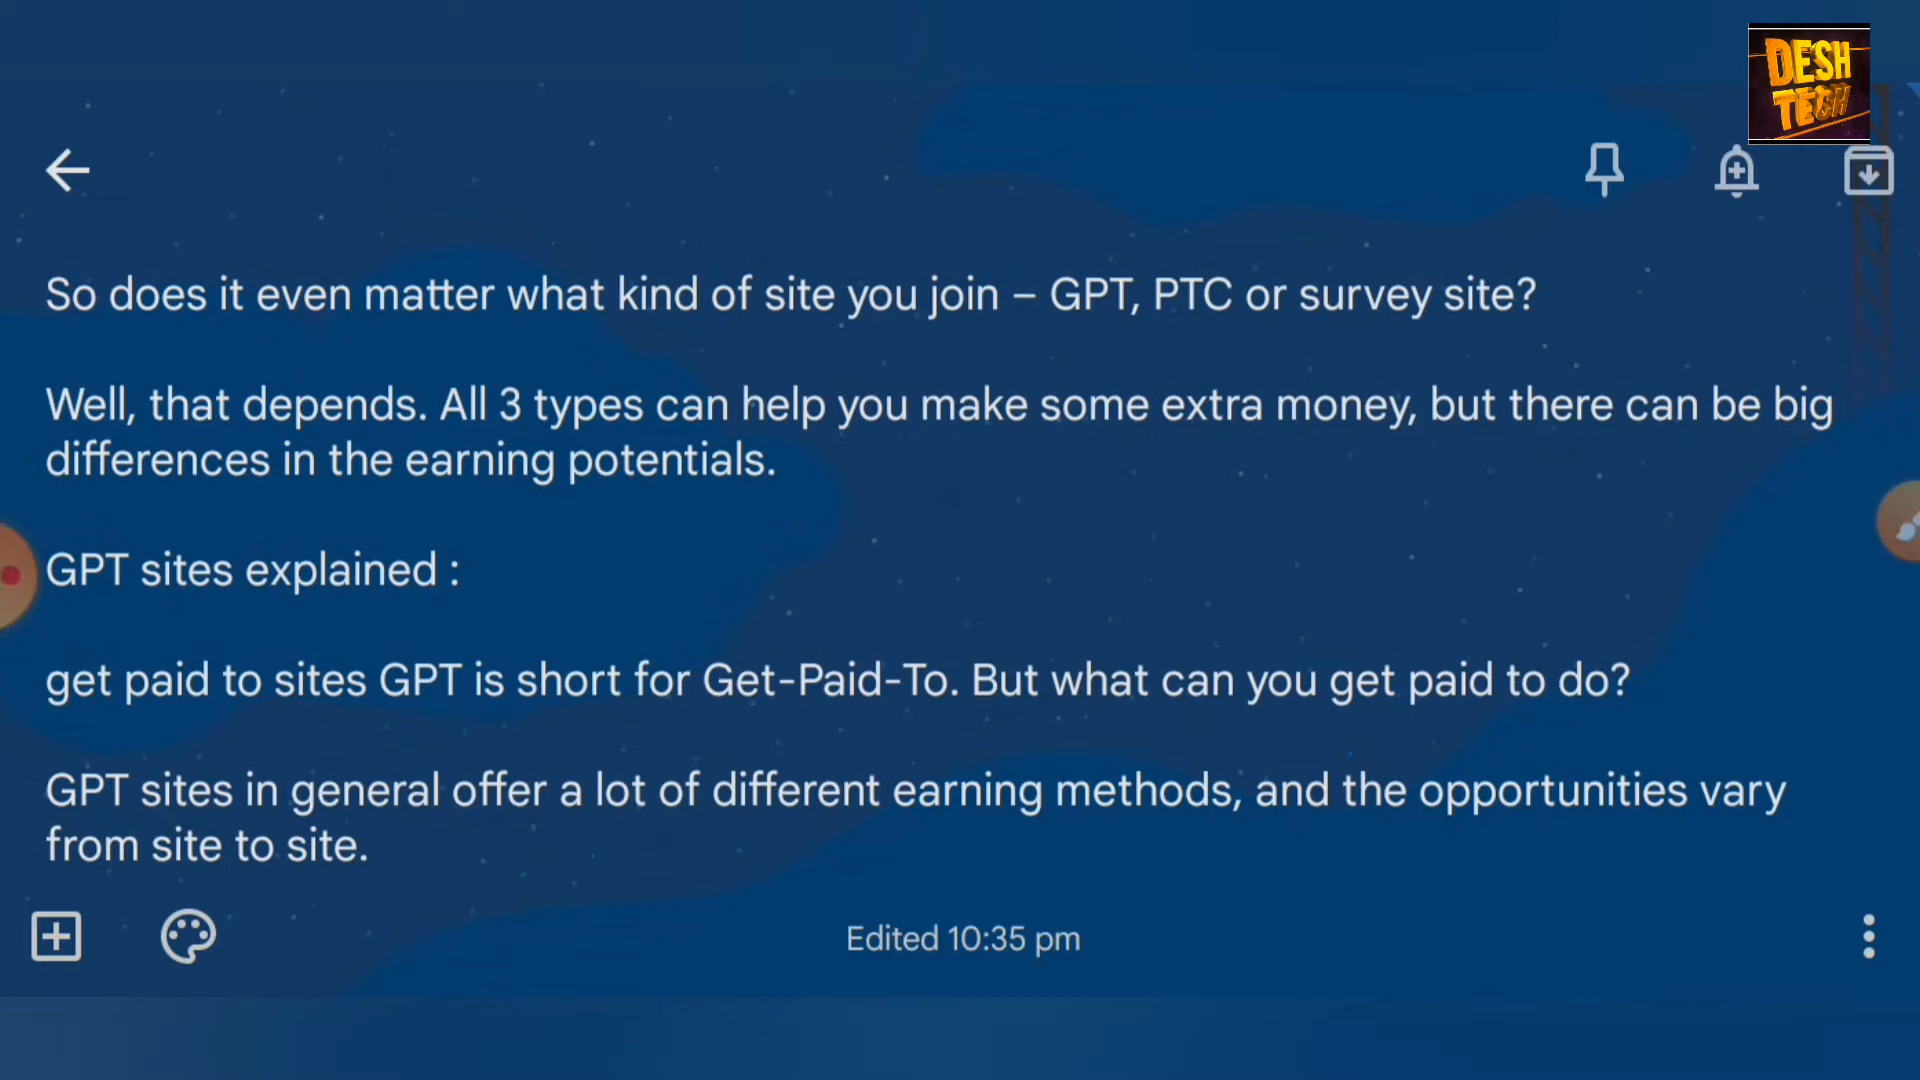 DESH
TECH
So does it even matter what kind of site you join – GPT, PTC or survey site?
Well, that depends. All 3 types can help you make some extra money, but there can be big
differences in the earning potentials.
GPT sites explained :
get paid to sites GPT is short for Get-Paid-To. But what can you get paid to do?
GPT sites in general offer a lot of different earning methods, and the opportunities vary
from site to site.
Edited 10:35 pm